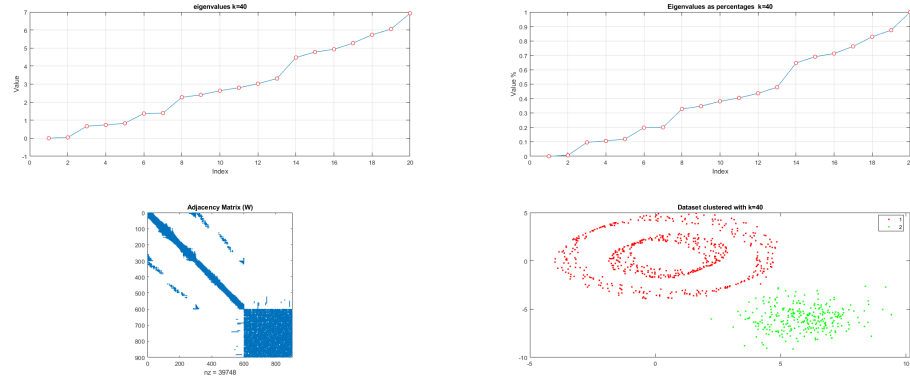 eigenvalues k=40
7
6
5
4
3
2
1
0
-1
Value
0 2 4 6 8 10 12 14 16 18 20
Index
Eigenvalues as percentages k=40
1
0.9
0.8
0.7
0.6
0.5
0.4
0.3
0.2
0.1
0
Value %
0 2 4 6 8 10 12 14 16 18 20
Index
Adjacency Matrix (W)
0
100
200
300
400
500
600
700
800
900
0 200 400 600 800
nz = 39748
Dataset clustered with k=40
5
0
-5
-10
-5 0 5 10
1
2